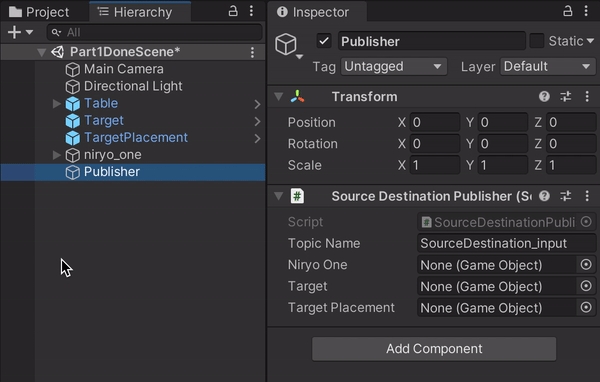 Project
Hierarchy
All
Part1DoneScene*
Main Camera
Directional Light
Table
Target
TargetPlacement
niryo_one
Publisher
Inspector
Publisher
Static
Tag Untagged Layer Default
Transform
Position X 0 Y 0 Z 0
Rotation X 0 Y 0 Z 0
Scale X 1 Y 1 Z 1
# Source Destination Publisher (S
Script # SourceDestinationPubli
Topic Name SourceDestination_input
Niryo One None (Game Object)
Target None (Game Object)
Target Placement None (Game Object)
Add Component